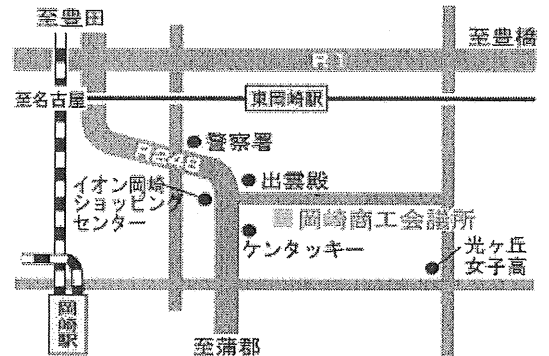 至豊田
至豊橋
R1
至名古屋
東岡崎駅
R248
警察署
出雲殿
イオン岡崎
ショッピング
センター
岡崎商工会議所
ケンタッキー
光ヶ丘
女子高
岡崎駅
至蒲郡